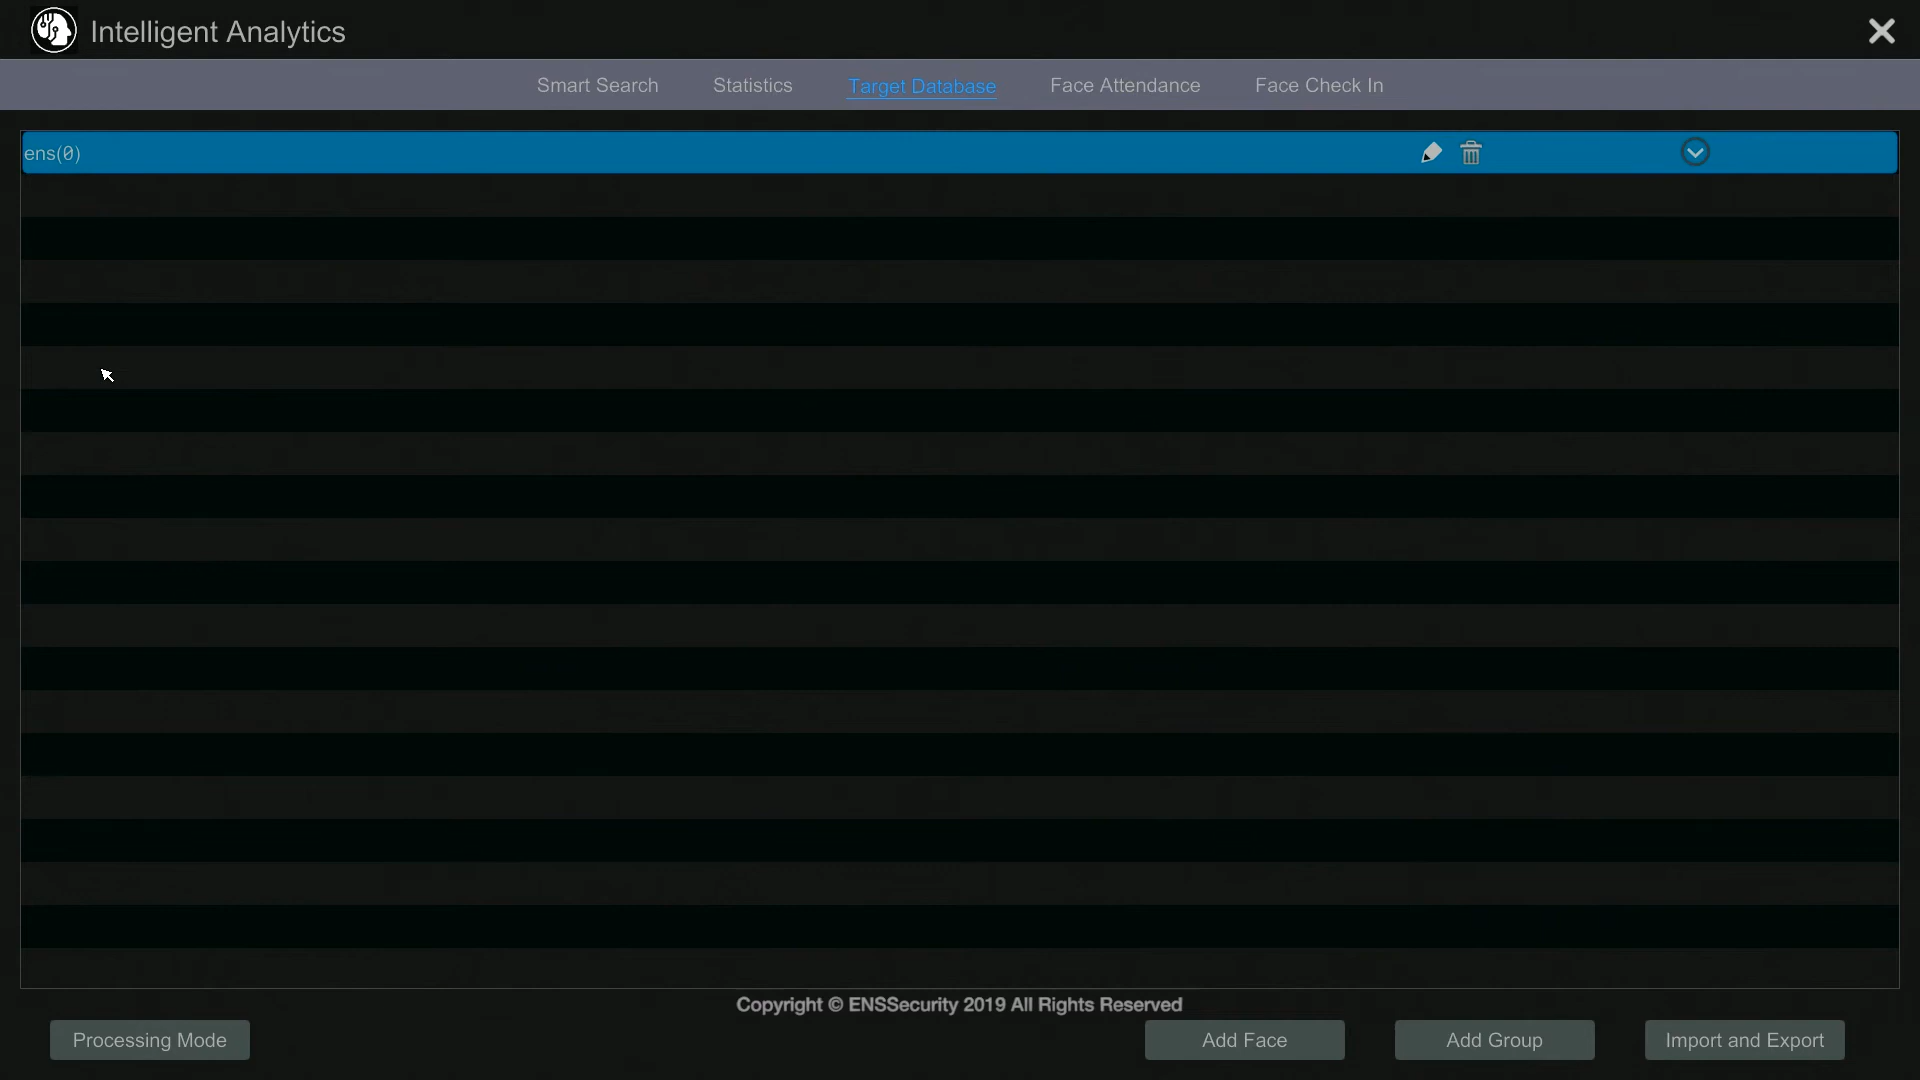 Intelligent Analytics
Smart Search Statistics Target Database Face Attendance Face Check In
ens(0)
Copyright © ENSSecurity 2019 All Rights Reserved
Processing Mode Add Face Add Group Import and Export